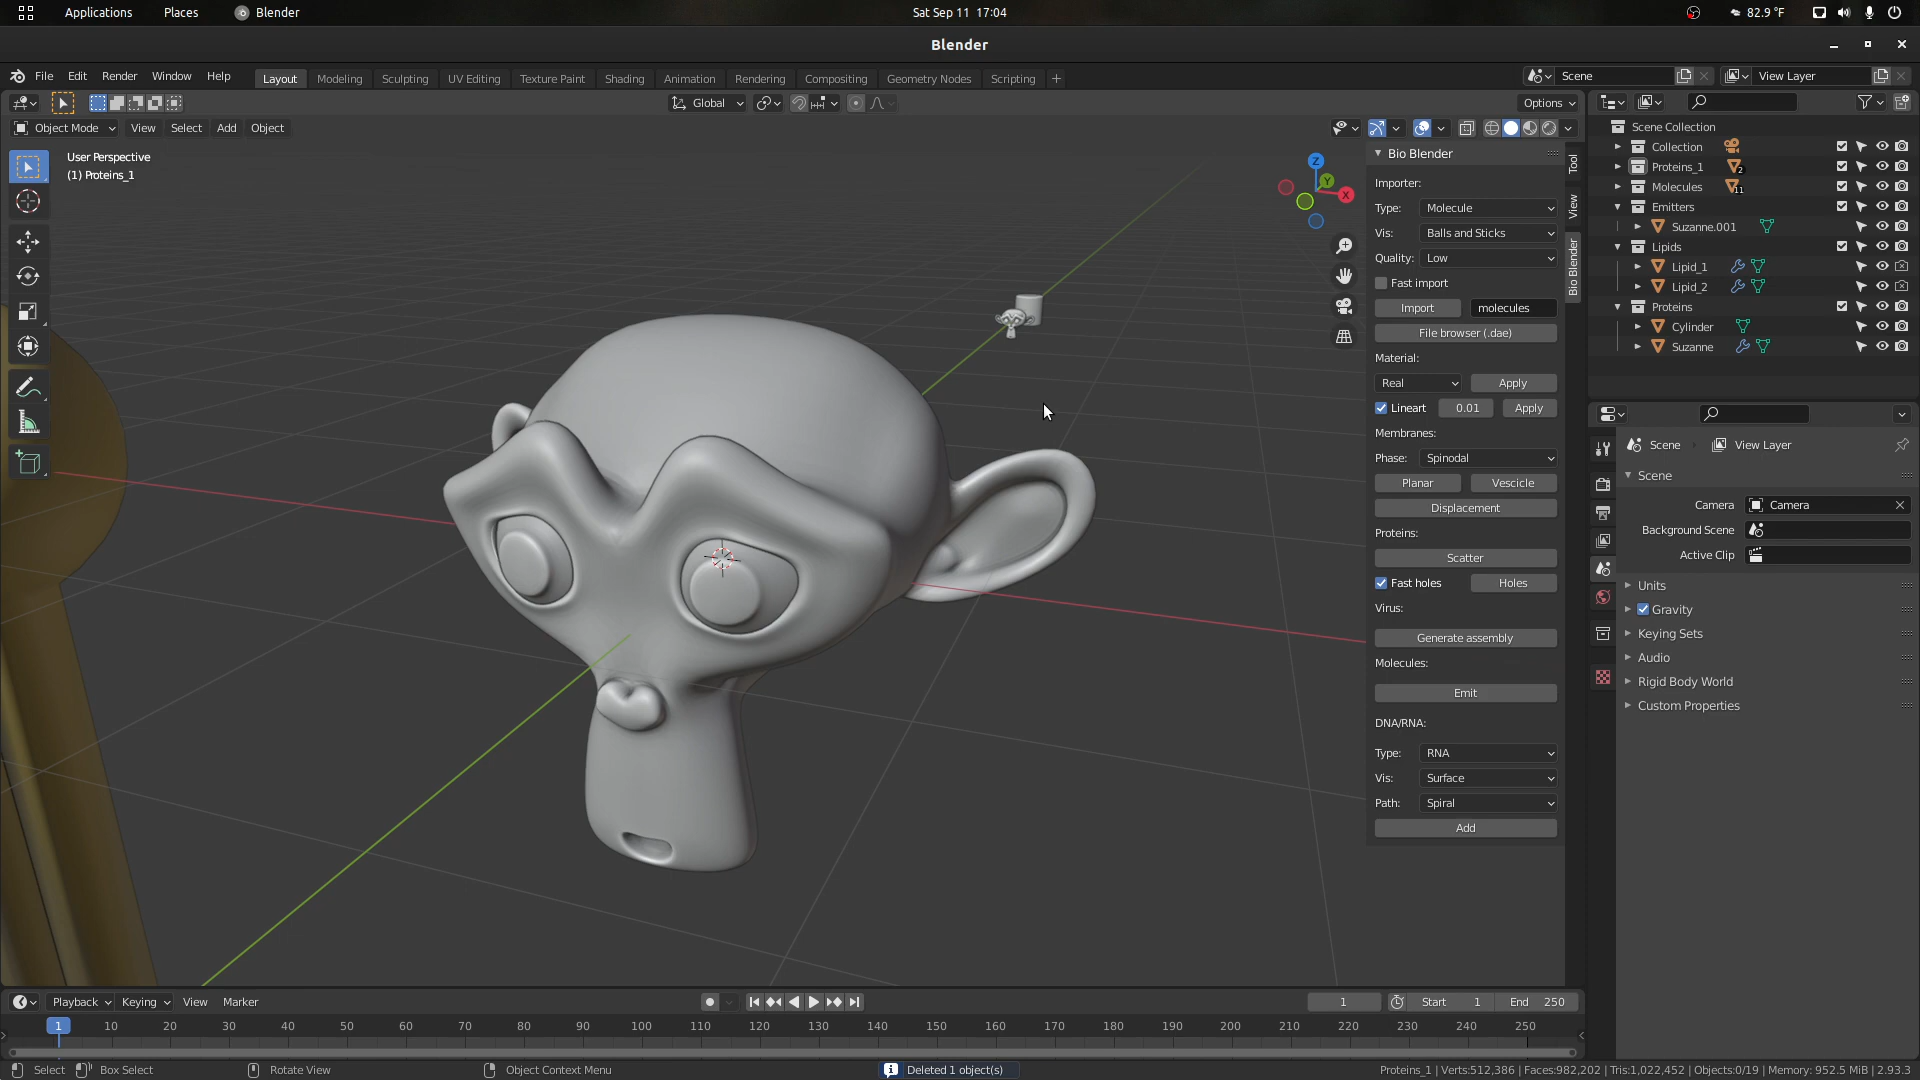 Applications Places Blender Sat Sep 11 17:04 82.9 °F
Blender
File Edit Render Window Help Layout Modeling Sculpting UV Editing Texture Paint Shading Animation Rendering Compositing Geometry Nodes Scripting + Scene View Layer
Global Options
Object Mode View Select Add Object
User Perspective
(1) Proteins_1
Z
Y
X
Bio Blender
Importer:
Type: Molecule
Vis: Balls and Sticks
Quality: Low
Fast import
Import molecules
File browser (.dae)
Material:
Real Apply
Lineart 0.01 Apply
Membranes:
Phase: Spinodal
Planar Vescicle
Displacement
Proteins:
Scatter
Fast holes Holes
Virus:
Generate assembly
Molecules:
Emit
DNA/RNA:
Type: RNA
Vis: Surface
Path: Spiral
Add
Tool
View
Bio Blender
Scene Collection
Collection
Proteins_1 2
Molecules 11
Emitters
Suzanne.001
Lipids
Lipid_1
Lipid_2
Proteins
Cylinder
Suzanne
Scene View Layer
Scene
Camera Camera
Background Scene
Active Clip
Units
Gravity
Keying Sets
Audio
Rigid Body World
Custom Properties
Playback Keying View Marker 1 Start 1 End 250
1 10 20 30 40 50 60 70 80 90 100 110 120 130 140 150 160 170 180 190 200 210 220 230 240 250
Select Box Select Rotate View Object Context Menu Deleted 1 object(s) Proteins_1 | Verts:512,386 | Faces:982,202 | Tris:1,022,452 | Objects:0/19 | Memory: 952.5 MiB | 2.93.3